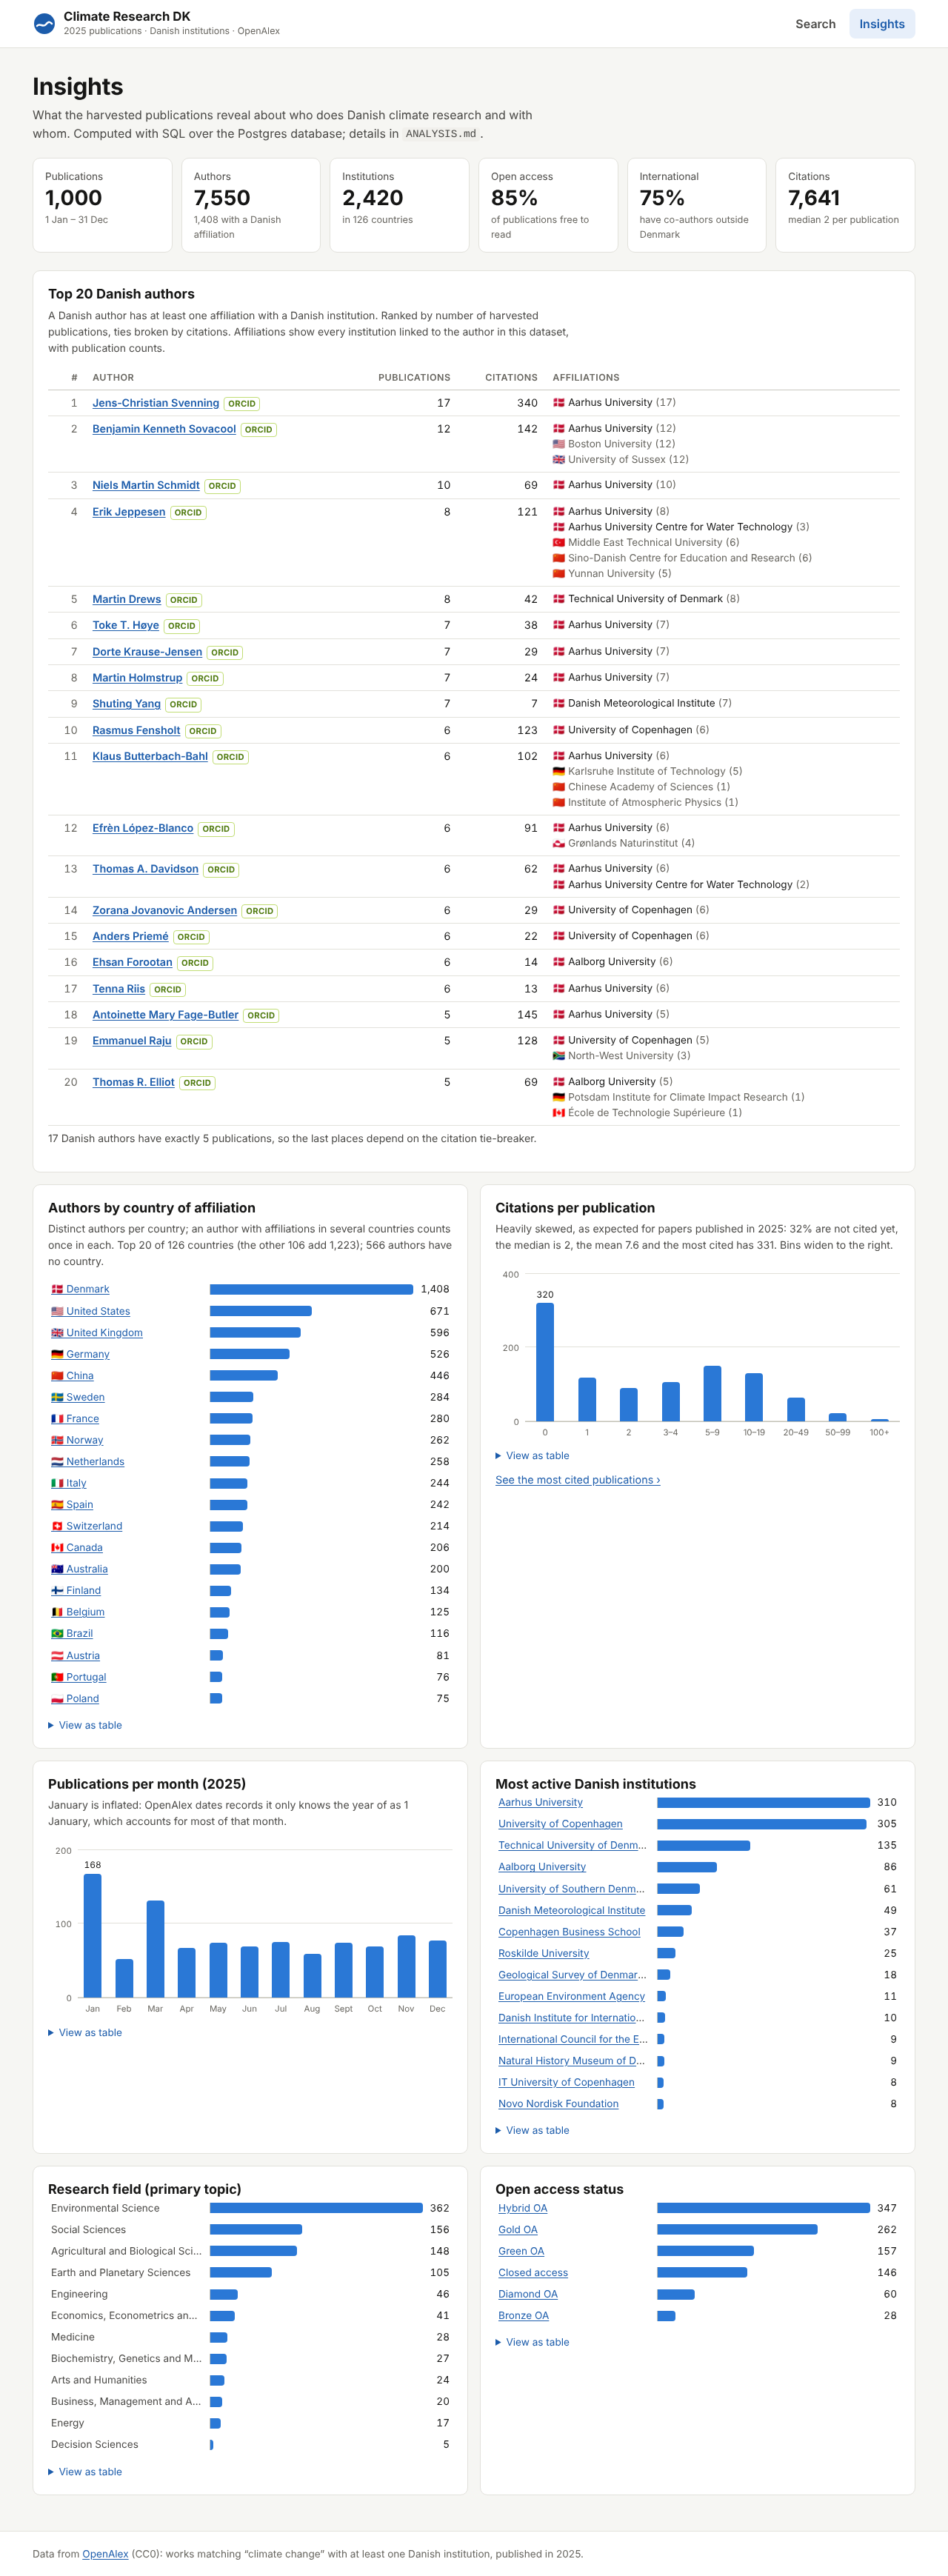 Climate Research DK
2025 publications · Danish institutions · OpenAlex
Search
Insights
Insights
What the harvested publications reveal about who does Danish climate research and with
whom. Computed with SQL over the Postgres database; details in ANALYSIS.md.
Publications
1,000
1 Jan – 31 Dec
Authors
7,550
1,408 with a Danish
affiliation
Institutions
2,420
in 126 countries
Open access
85%
of publications free to
read
International
75%
have co-authors outside
Denmark
Citations
7,641
median 2 per publication
Top 20 Danish authors
A Danish author has at least one affiliation with a Danish institution. Ranked by number of harvested
publications, ties broken by citations. Affiliations show every institution linked to the author in this dataset,
with publication counts.
# AUTHOR PUBLICATIONS CITATIONS AFFILIATIONS
1 Jens-Christian Svenning ORCID 17 340 Aarhus University (17)
2 Benjamin Kenneth Sovacool ORCID 12 142 Aarhus University (12)
Boston University (12)
University of Sussex (12)
3 Niels Martin Schmidt ORCID 10 69 Aarhus University (10)
4 Erik Jeppesen ORCID 8 121 Aarhus University (8)
Aarhus University Centre for Water Technology (3)
Middle East Technical University (6)
Sino-Danish Centre for Education and Research (6)
Yunnan University (5)
5 Martin Drews ORCID 8 42 Technical University of Denmark (8)
6 Toke T. Høye ORCID 7 38 Aarhus University (7)
7 Dorte Krause-Jensen ORCID 7 29 Aarhus University (7)
8 Martin Holmstrup ORCID 7 24 Aarhus University (7)
9 Shuting Yang ORCID 7 7 Danish Meteorological Institute (7)
10 Rasmus Fensholt ORCID 6 123 University of Copenhagen (6)
11 Klaus Butterbach-Bahl ORCID 6 102 Aarhus University (6)
Karlsruhe Institute of Technology (5)
Chinese Academy of Sciences (1)
Institute of Atmospheric Physics (1)
12 Efrèn López-Blanco ORCID 6 91 Aarhus University (6)
Grønlands Naturinstitut (4)
13 Thomas A. Davidson ORCID 6 62 Aarhus University (6)
Aarhus University Centre for Water Technology (2)
14 Zorana Jovanovic Andersen ORCID 6 29 University of Copenhagen (6)
15 Anders Priemé ORCID 6 22 University of Copenhagen (6)
16 Ehsan Forootan ORCID 6 14 Aalborg University (6)
17 Tenna Riis ORCID 6 13 Aarhus University (6)
18 Antoinette Mary Fage-Butler ORCID 5 145 Aarhus University (5)
19 Emmanuel Raju ORCID 5 128 University of Copenhagen (5)
North-West University (3)
20 Thomas R. Elliot ORCID 5 69 Aalborg University (5)
Potsdam Institute for Climate Impact Research (1)
École de Technologie Supérieure (1)
17 Danish authors have exactly 5 publications, so the last places depend on the citation tie-breaker.
Authors by country of affiliation
Distinct authors per country; an author with affiliations in several countries counts
once in each. Top 20 of 126 countries (the other 106 add 1,223); 566 authors have
no country.
Denmark 1,408
United States 671
United Kingdom 596
Germany 526
China 446
Sweden 284
France 280
Norway 262
Netherlands 258
Italy 244
Spain 242
Switzerland 214
Canada 206
Australia 200
Finland 134
Belgium 125
Brazil 116
Austria 81
Portugal 76
Poland 75
▶ View as table
Citations per publication
Heavily skewed, as expected for papers published in 2025: 32% are not cited yet,
the median is 2, the mean 7.6 and the most cited has 331. Bins widen to the right.
400
320
200
0
0 1 2 3–4 5–9 10–19 20–49 50–99 100+
▶ View as table
See the most cited publications ›
Publications per month (2025)
January is inflated: OpenAlex dates records it only knows the year of as 1
January, which accounts for most of that month.
200
168
100
0
Jan Feb Mar Apr May Jun Jul Aug Sept Oct Nov Dec
▶ View as table
Most active Danish institutions
Aarhus University 310
University of Copenhagen 305
Technical University of Denm... 135
Aalborg University 86
University of Southern Denm... 61
Danish Meteorological Institute 49
Copenhagen Business School 37
Roskilde University 25
Geological Survey of Denmar... 18
European Environment Agency 11
Danish Institute for Internatio... 10
International Council for the E... 9
Natural History Museum of D... 9
IT University of Copenhagen 8
Novo Nordisk Foundation 8
▶ View as table
Research field (primary topic)
Environmental Science 362
Social Sciences 156
Agricultural and Biological Sci... 148
Earth and Planetary Sciences 105
Engineering 46
Economics, Econometrics an... 41
Medicine 28
Biochemistry, Genetics and M... 27
Arts and Humanities 24
Business, Management and A... 20
Energy 17
Decision Sciences 5
▶ View as table
Open access status
Hybrid OA 347
Gold OA 262
Green OA 157
Closed access 146
Diamond OA 60
Bronze OA 28
▶ View as table
Data from OpenAlex (CC0): works matching “climate change” with at least one Danish institution, published in 2025.